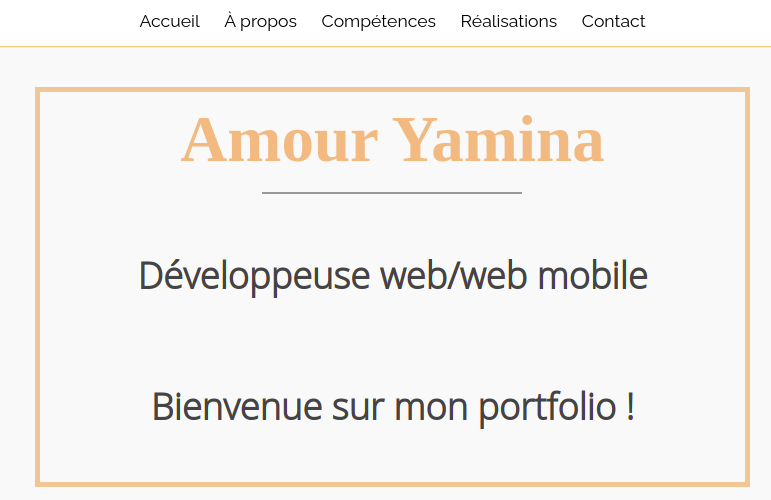 Accueil À propos Compétences Réalisations Contact
Amour Yamina
Développeuse web/web mobile
Bienvenue sur mon portfolio !